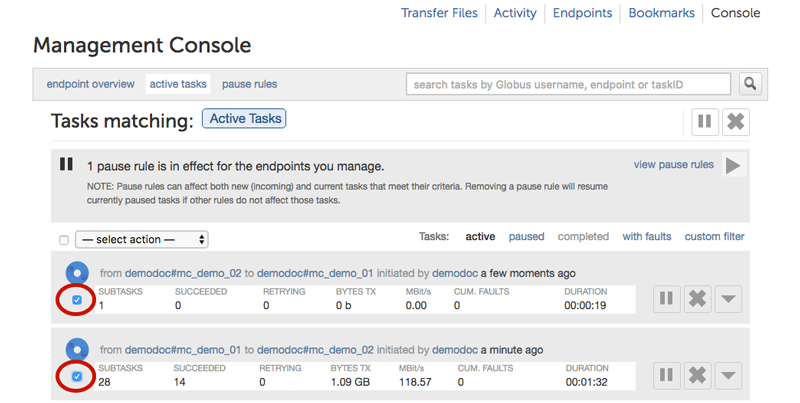 Transfer Files Activity Endpoints Bookmarks Console
Management Console
endpoint overview active tasks pause rules search tasks by Globus username, endpoint or taskID
Tasks matching: Active Tasks
1 pause rule is in effect for the endpoints you manage. view pause rules
NOTE: Pause rules can affect both new (incoming) and current tasks that meet their criteria. Removing a pause rule will resume
currently paused tasks if other rules do not affect those tasks.
— select action — Tasks: active paused completed with faults custom filter
from demodoc#mc_demo_02 to demodoc#mc_demo_01 initiated by demodoc a few moments ago
SUBTASKS SUCCEEDED RETRYING BYTES TX MBit/s CUM. FAULTS DURATION
1 0 0 0 b 0.00 0 00:00:19
from demodoc#mc_demo_01 to demodoc#mc_demo_02 initiated by demodoc a minute ago
SUBTASKS SUCCEEDED RETRYING BYTES TX MBit/s CUM. FAULTS DURATION
28 14 0 1.09 GB 118.57 0 00:01:32